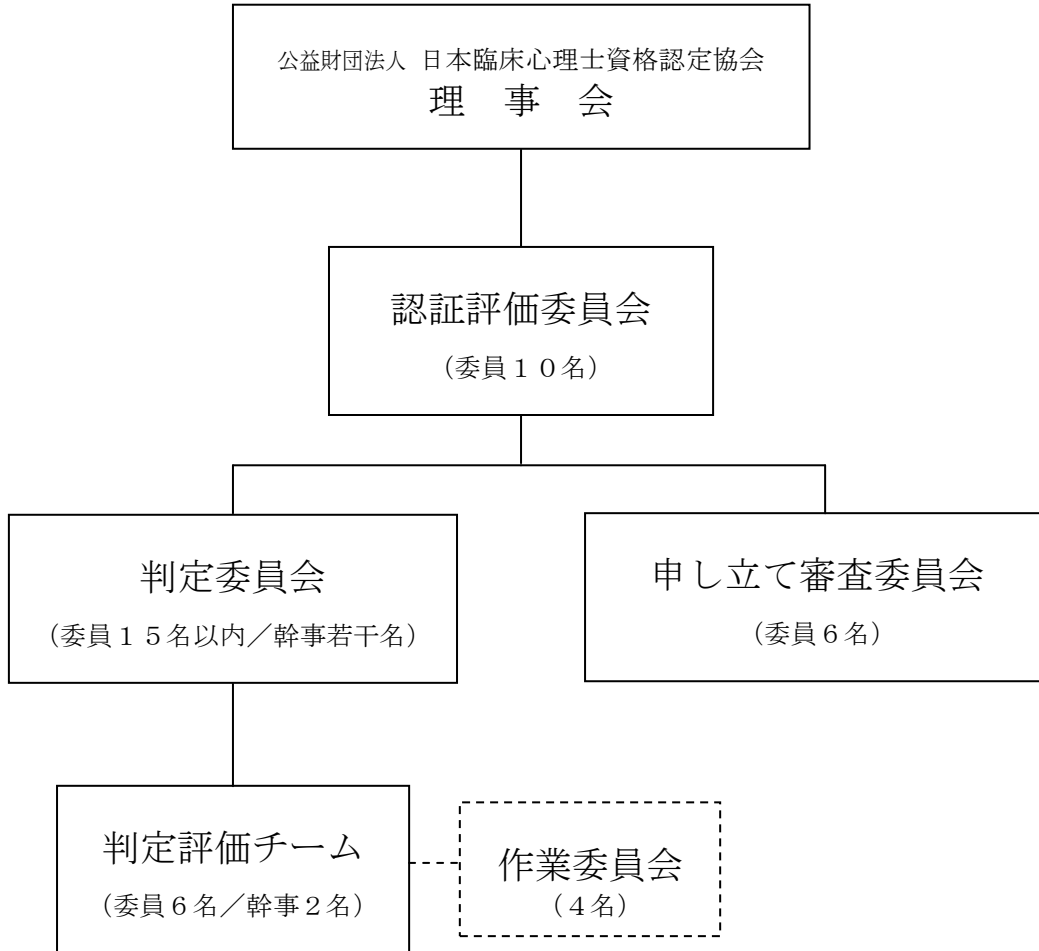 公益財団法人 日本臨床心理士資格認定協会
理 事 会
認証評価委員会
（委員１０名）
判定委員会
（委員１５名以内／幹事若干名）
申し立て審査委員会
（委員６名）
判定評価チーム
（委員６名／幹事２名）
作業委員会
（４名）